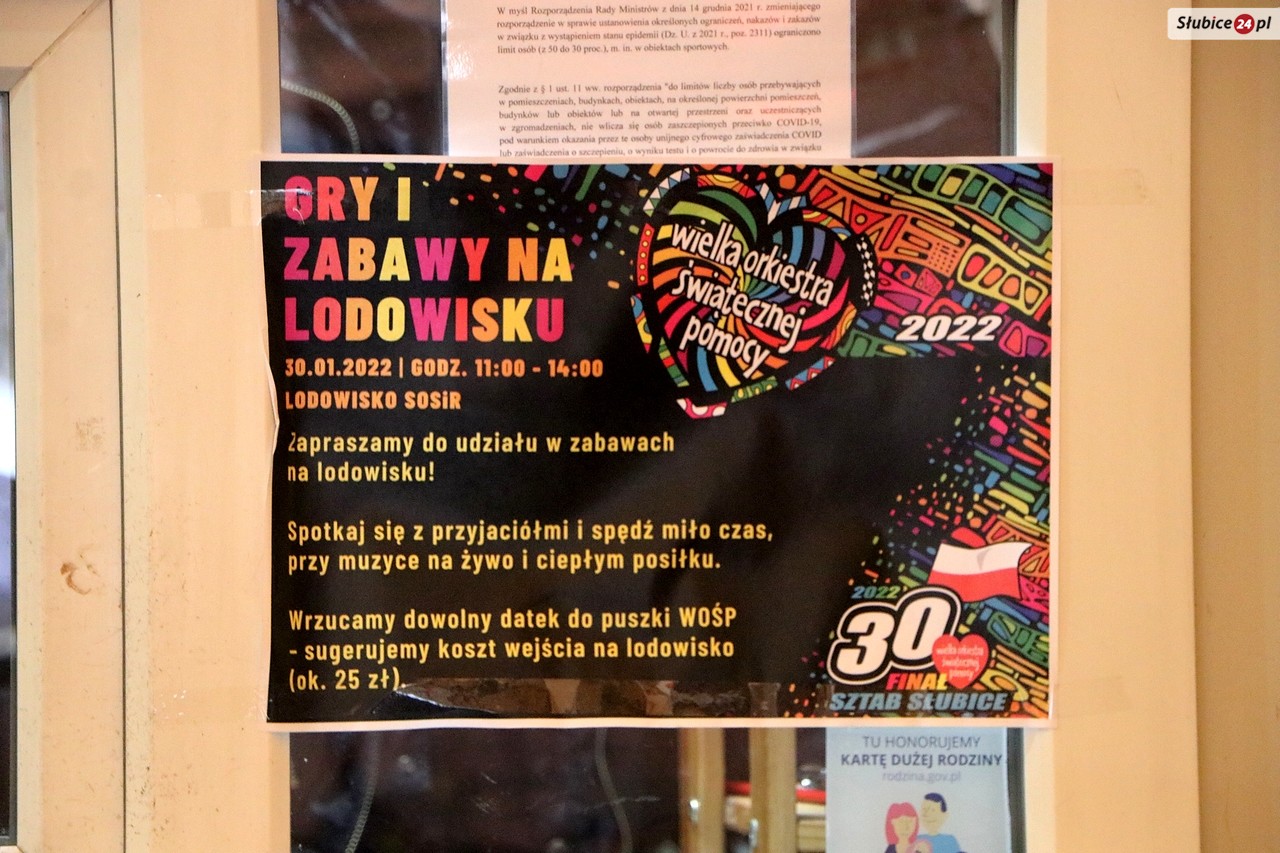 Słubice24.pl
W myśl Rozporządzenia Rady Ministrów z dnia 14 grudnia 2021 r. zmieniającego
rozporządzenie w sprawie ustanowienia określonych ograniczeń, nakazów i zakazów
w związku z wystąpieniem stanu epidemii (Dz. U. z 2021 r., poz. 2311) ograniczono
limit osób (z 50 do 30 proc.), m. in. w obiektach sportowych.
Zgodnie z § 1 ust. 11 ww. rozporządzenia "do limitów liczby osób przebywających
w pomieszczeniach, budynkach, obiektach, na określonej powierzchni pomieszczeń,
budynków lub obiektów lub na otwartej przestrzeni oraz uczestniczących
w zgromadzeniach, nie wlicza się osób zaszczepionych przeciwko COVID-19,
pod warunkiem okazania przez te osoby unijnego cyfrowego zaświadczenia COVID
lub zaświadczenia o szczepieniu, o wyniku testu i o powrocie do zdrowia w związku
GRY I
ZABAWY NA
LODOWISKU
30.01.2022 | GODZ. 11:00 - 14:00
LODOWISKO SOSiR
wielka orkiestra
świątecznej
pomocy
2022
Zapraszamy do udziału w zabawach
na lodowisku!
Spotkaj się z przyjaciółmi i spędź miło czas,
przy muzyce na żywo i ciepłym posiłku.
Wrzucamy dowolny datek do puszki WOŚP
- sugerujemy koszt wejścia na lodowisko
(ok. 25 zł).
2022
30
wielka orkiestra
świątecznej
pomocy
FINAŁ
SZTAB SŁUBICE
TU HONORUJEMY
KARTĘ DUŻEJ RODZINY
rodzina.gov.pl